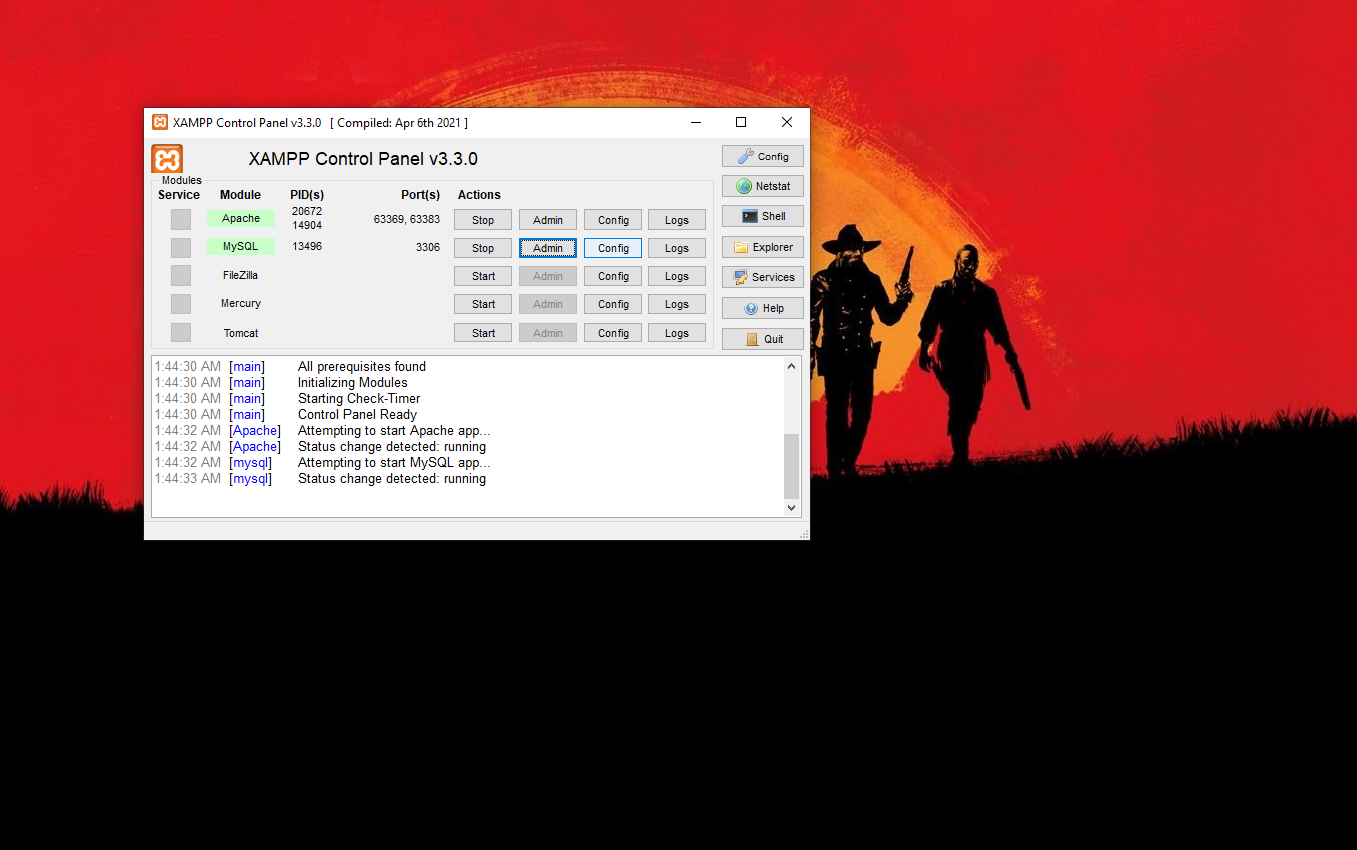 XAMPP Control Panel v3.3.0 [ Compiled: Apr 6th 2021 ]
XAMPP Control Panel v3.3.0
Config
Modules
Service Module PID(s) Port(s) Actions
Netstat
Apache 20672 14904 63369, 63383 Stop Admin Config Logs
Shell
MySQL 13496 3306 Stop Admin Config Logs
Explorer
FileZilla Start Admin Config Logs
Services
Mercury Start Admin Config Logs
Help
Tomcat Start Admin Config Logs
Quit
1:44:30 AM [main] All prerequisites found
1:44:30 AM [main] Initializing Modules
1:44:30 AM [main] Starting Check-Timer
1:44:30 AM [main] Control Panel Ready
1:44:32 AM [Apache] Attempting to start Apache app...
1:44:32 AM [Apache] Status change detected: running
1:44:32 AM [mysql] Attempting to start MySQL app...
1:44:33 AM [mysql] Status change detected: running